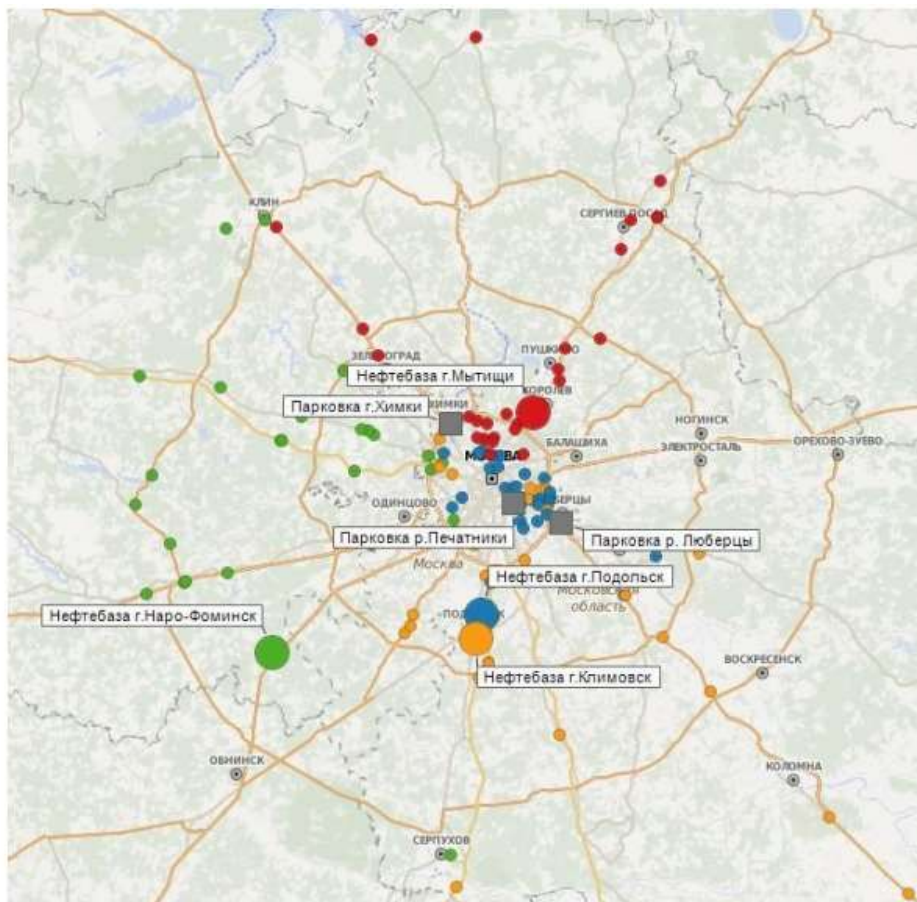 КЛИН
СЕРГИЕВ ПОСАД
ЗЕЛЕНОГРАД
ПУШКИНО
Нефтебаза г.Мытищи
КОРОЛЕВ
Парковка г.Химки
ХИМКИ
НОГИНСК
БАЛАШИХА
ЭЛЕКТРОСТАЛЬ
ОРЕХОВО-ЗУЕВО
МОСКВА
ОДИНЦОВО
Парковка р.Печатники
Парковка р. Люберцы
Москва
Нефтебаза г.Подольск
Московская
область
Нефтебаза г.Наро-Фоминск
Нефтебаза г.Климовск
ВОСКРЕСЕНСК
ОБНИНСК
КОЛОМНА
СЕРПУХОВ